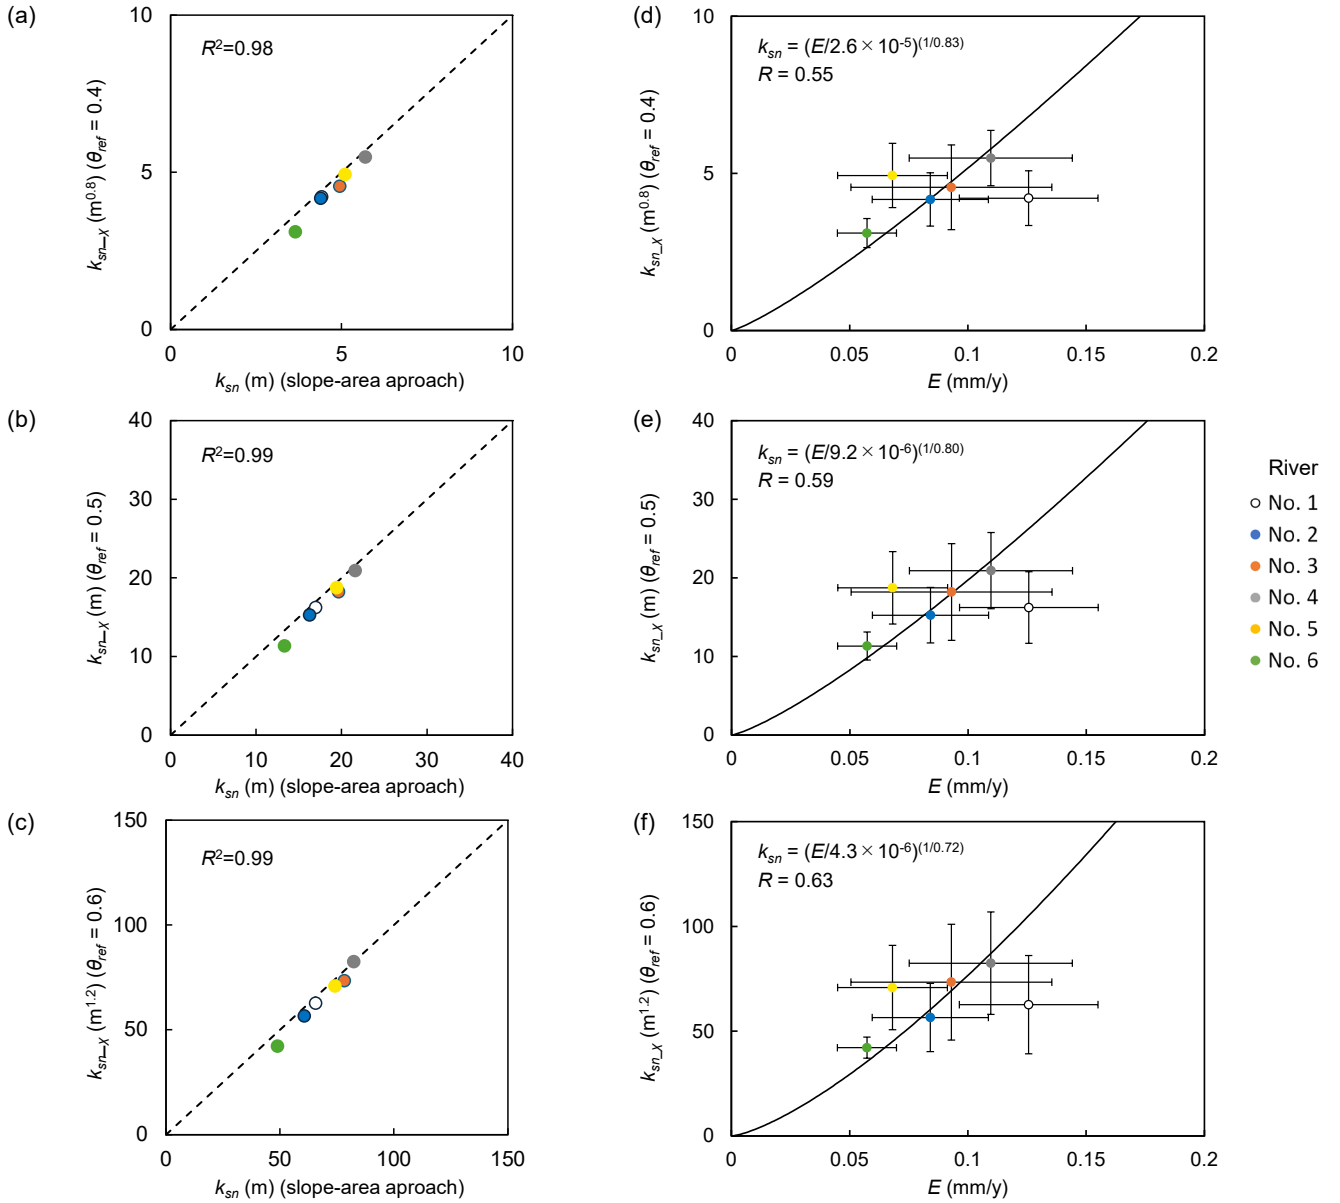 (a)
10
5
0
k_sn_χ (m^0.8) (θ_ref = 0.4)
R²=0.98
0 5 10
k_sn (m) (slope-area aproach)
(d)
10
5
0
k_sn_χ (m^0.8) (θ_ref = 0.4)
k_sn = (E/2.6 × 10^-5)^(1/0.83)
R = 0.55
0 0.05 0.1 0.15 0.2
E (mm/y)
(b)
40
30
20
10
0
k_sn_χ (m) (θ_ref = 0.5)
R²=0.99
0 10 20 30 40
k_sn (m) (slope-area aproach)
(e)
40
30
20
10
0
k_sn_χ (m) (θ_ref = 0.5)
k_sn = (E/9.2 × 10^-6)^(1/0.80)
R = 0.59
0 0.05 0.1 0.15 0.2
E (mm/y)
River
No. 1
No. 2
No. 3
No. 4
No. 5
No. 6
(c)
150
100
50
0
k_sn_χ (m^1.2) (θ_ref = 0.6)
R²=0.99
0 50 100 150
k_sn (m) (slope-area aproach)
(f)
150
100
50
0
k_sn_χ (m^1.2) (θ_ref = 0.6)
k_sn = (E/4.3 × 10^-6)^(1/0.72)
R = 0.63
0 0.05 0.1 0.15 0.2
E (mm/y)